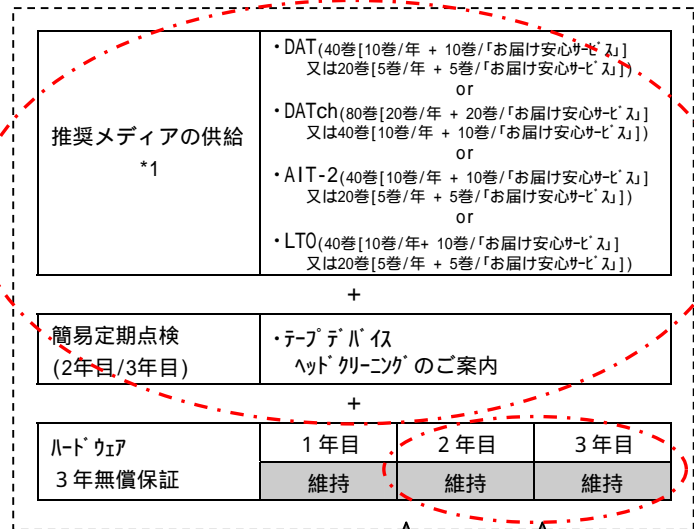 推奨メディアの供給
*1
・DAT(40巻[10巻/年 + 10巻/「お届け安心ｻｰﾋﾞｽ」]
又は20巻[5巻/年 + 5巻/「お届け安心ｻｰﾋﾞｽ」])
or
・DATch(80巻[20巻/年 + 20巻/「お届け安心ｻｰﾋﾞｽ」]
又は40巻[10巻/年 + 10巻/「お届け安心ｻｰﾋﾞｽ」])
or
・AIT-2(40巻[10巻/年 + 10巻/「お届け安心ｻｰﾋﾞｽ」]
又は20巻[5巻/年 + 5巻/「お届け安心ｻｰﾋﾞｽ」])
or
・LTO(40巻[10巻/年+ 10巻/「お届け安心ｻｰﾋﾞｽ」]
又は20巻[5巻/年 + 5巻/「お届け安心ｻｰﾋﾞｽ」])
+
簡易定期点検
(2年目/3年目)
・ﾃｰﾌﾟﾃﾞﾊﾞｲｽ
ﾍｯﾄﾞｸﾘｰﾆﾝｸﾞのご案内
+
ﾊｰﾄﾞｳｪｱ
３年無償保証
１年目 ２年目 ３年目
維持 維持 維持